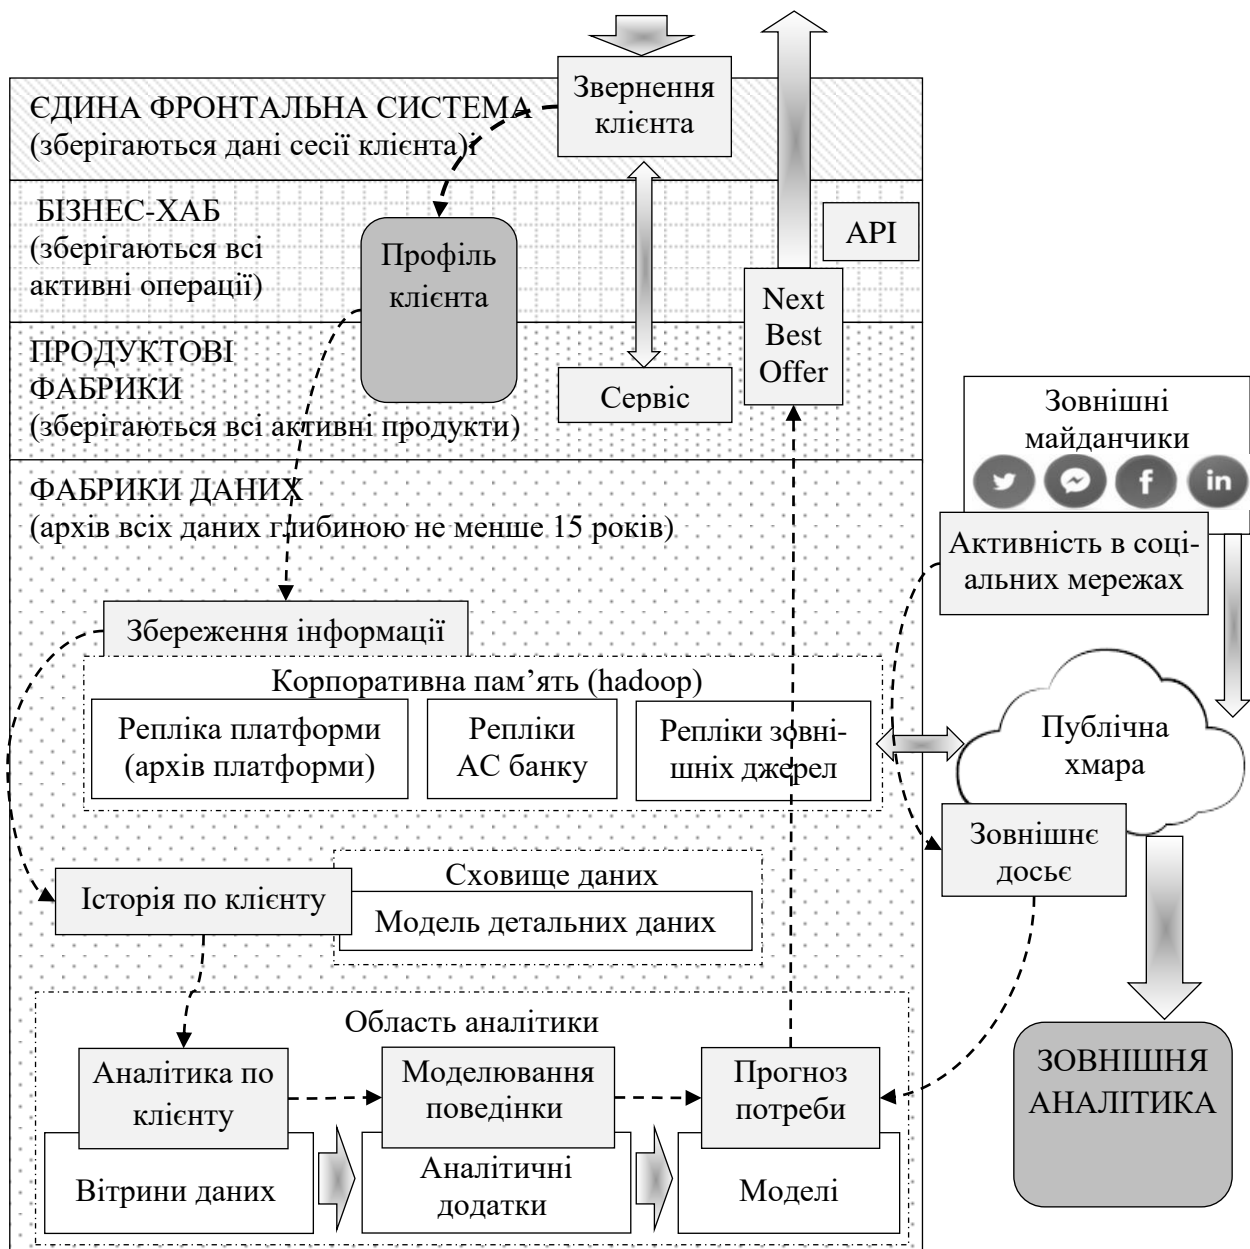 Звернення
клієнта
ЄДИНА ФРОНТАЛЬНА СИСТЕМА
(зберігаються дані сесії клієнта)і
БІЗНЕС-ХАБ
(зберігаються всі
активні операції)
Профіль
клієнта
API
Next
Best
Offer
ПРОДУКТОВІ
ФАБРИКИ
(зберігаються всі активні продукти)
Сервіс
Зовнішні
майданчики
f
in
Активність в соці-
альних мережах
ФАБРИКИ ДАНИХ
(архів всіх даних глибиною не менше 15 років)
Збереження інформації
Корпоративна пам’ять (hadoop)
Репліка платформи
(архів платформи)
Репліки
АС банку
Репліки зовні-
шніх джерел
Публічна
хмара
Зовнішнє
досьє
Історія по клієнту
Сховище даних
Модель детальних даних
Область аналітики
Аналітика по
клієнту
Моделювання
поведінки
Прогноз
потреби
Вітрини даних
Аналітичні
додатки
Моделі
ЗОВНІШНЯ
АНАЛІТИКА